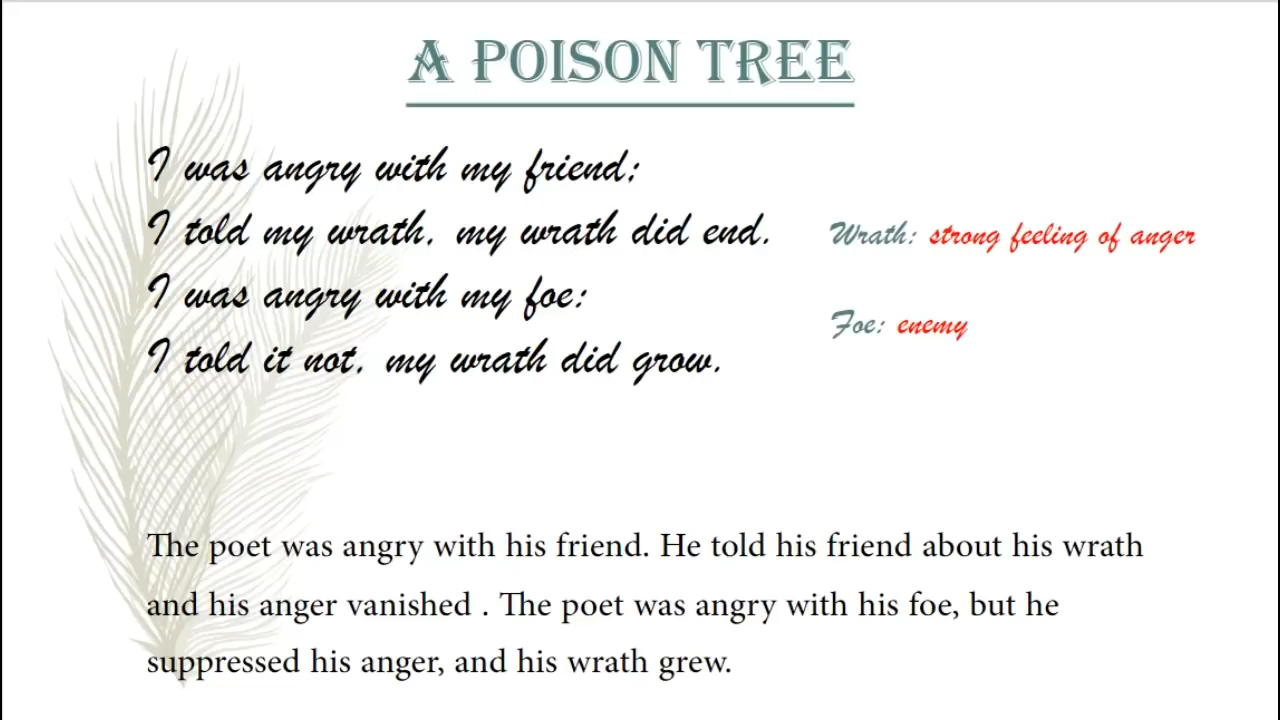 A POISON TREE
I was angry with my friend;
I told my wrath, my wrath did end.
Wrath: strong feeling of anger
I was angry with my foe:
Foe: enemy
I told it not, my wrath did grow.
The poet was angry with his friend. He told his friend about his wrath
and his anger vanished . The poet was angry with his foe, but he
suppressed his anger, and his wrath grew.